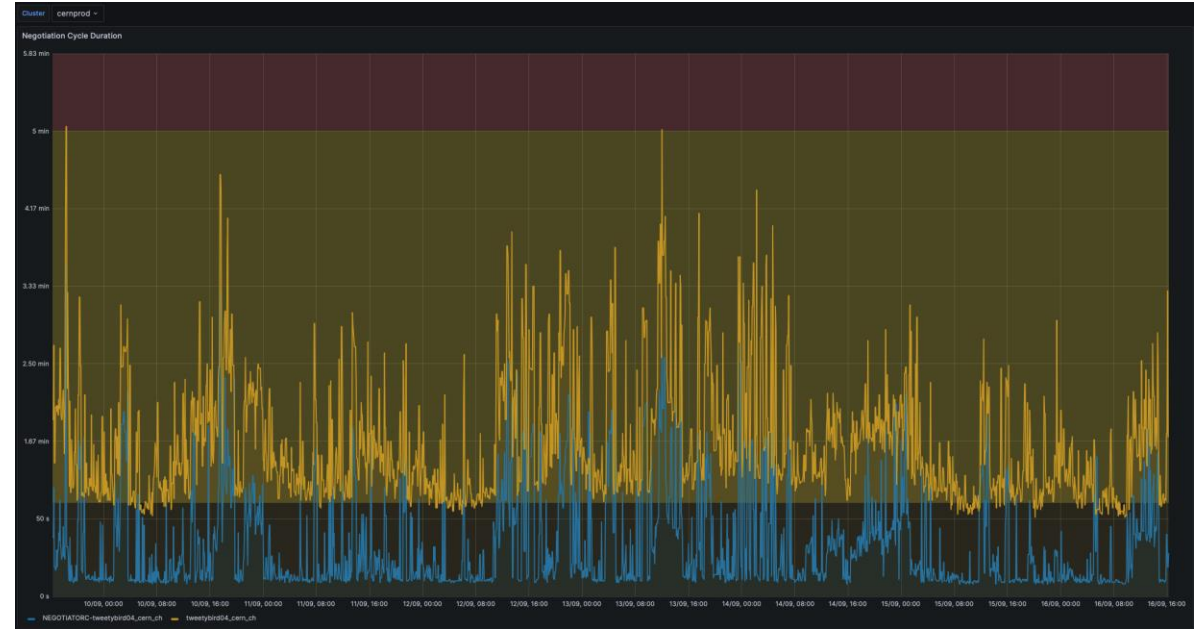 Cluster cernprod
Negotiation Cycle Duration
5.83 min
5 min
4.17 min
3.33 min
2.50 min
1.67 min
50 s
0 s
10/09, 00:00 10/09, 08:00 10/09, 16:00 11/09, 00:00 11/09, 08:00 11/09, 16:00 12/09, 00:00 12/09, 08:00 12/09, 16:00 13/09, 00:00 13/09, 08:00 13/09, 16:00 14/09, 00:00 14/09, 08:00 14/09, 16:00 15/09, 00:00 15/09, 08:00 15/09, 16:00 16/09, 00:00 16/09, 08:00 16/09, 16:00
NEGOTIATORC-tweetybird04_cern_ch tweetybird04_cern_ch